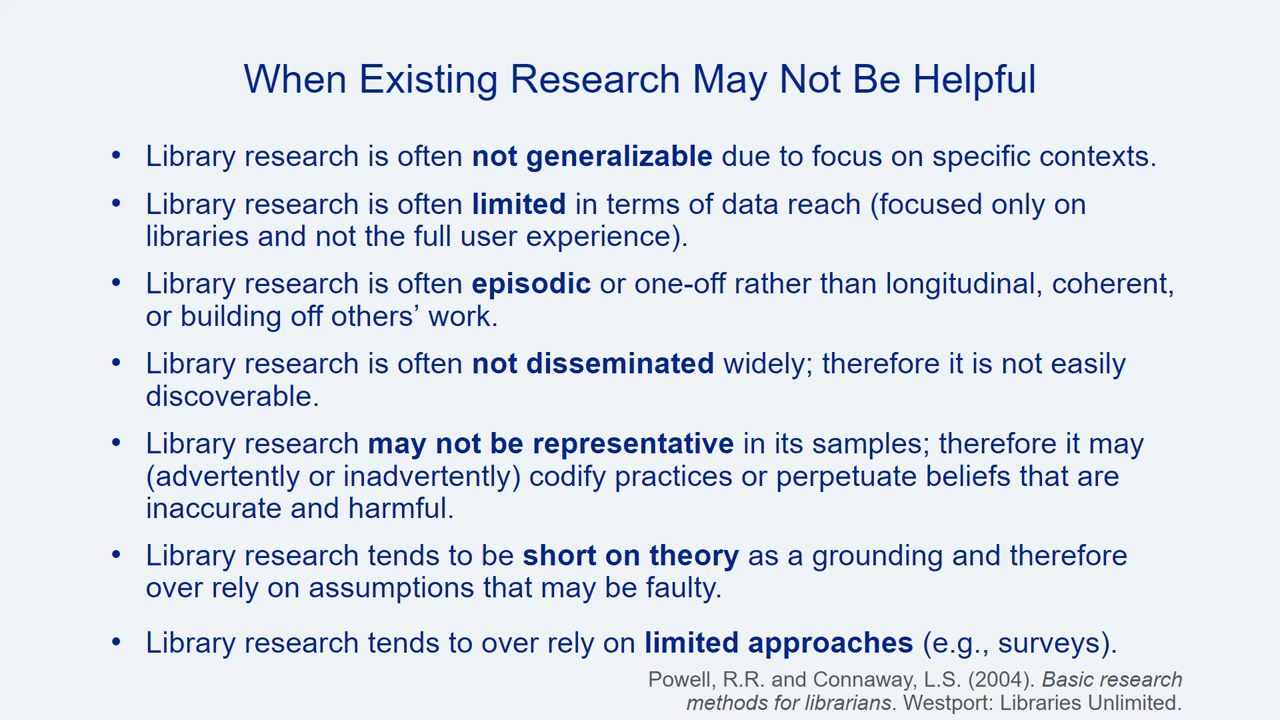 When Existing Research May Not Be Helpful
• Library research is often not generalizable due to focus on specific contexts.
• Library research is often limited in terms of data reach (focused only on
libraries and not the full user experience).
• Library research is often episodic or one-off rather than longitudinal, coherent,
or building off others’ work.
• Library research is often not disseminated widely; therefore it is not easily
discoverable.
• Library research may not be representative in its samples; therefore it may
(advertently or inadvertently) codify practices or perpetuate beliefs that are
inaccurate and harmful.
• Library research tends to be short on theory as a grounding and therefore
over rely on assumptions that may be faulty.
• Library research tends to over rely on limited approaches (e.g., surveys).
Powell, R.R. and Connaway, L.S. (2004). Basic research
methods for librarians. Westport: Libraries Unlimited.